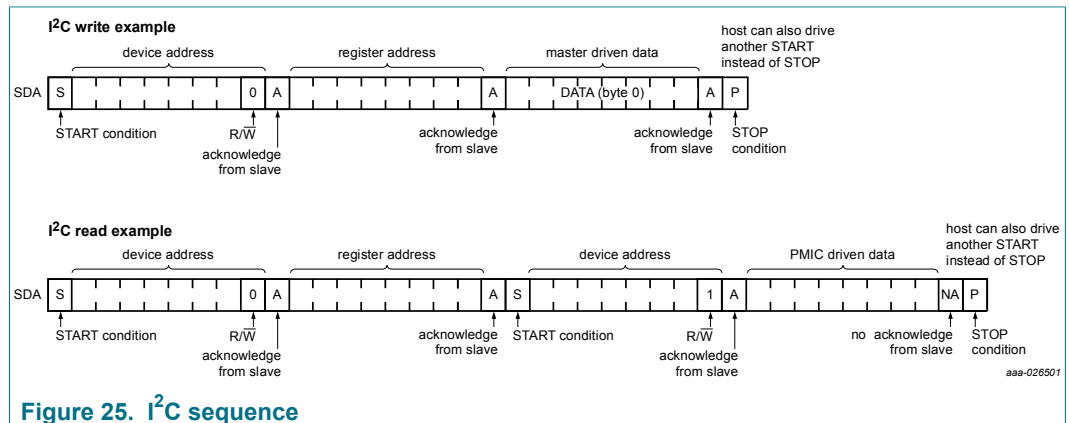 I2C write example
host can also drive
another START
instead of STOP
device address
register address
master driven data
SDA
S
0
A
A
DATA (byte 0)
A
P
START condition
R/W
acknowledge
from slave
acknowledge
from slave
acknowledge
from slave
STOP
condition
I2C read example
host can also drive
another START
instead of STOP
device address
register address
device address
PMIC driven data
SDA
S
0
A
A
S
1
A
NA
P
START condition
R/W
acknowledge
from slave
acknowledge
from slave
START condition
R/W
acknowledge
from slave
no acknowledge
from slave
STOP
condition
aaa-026501
Figure 25. I2C sequence